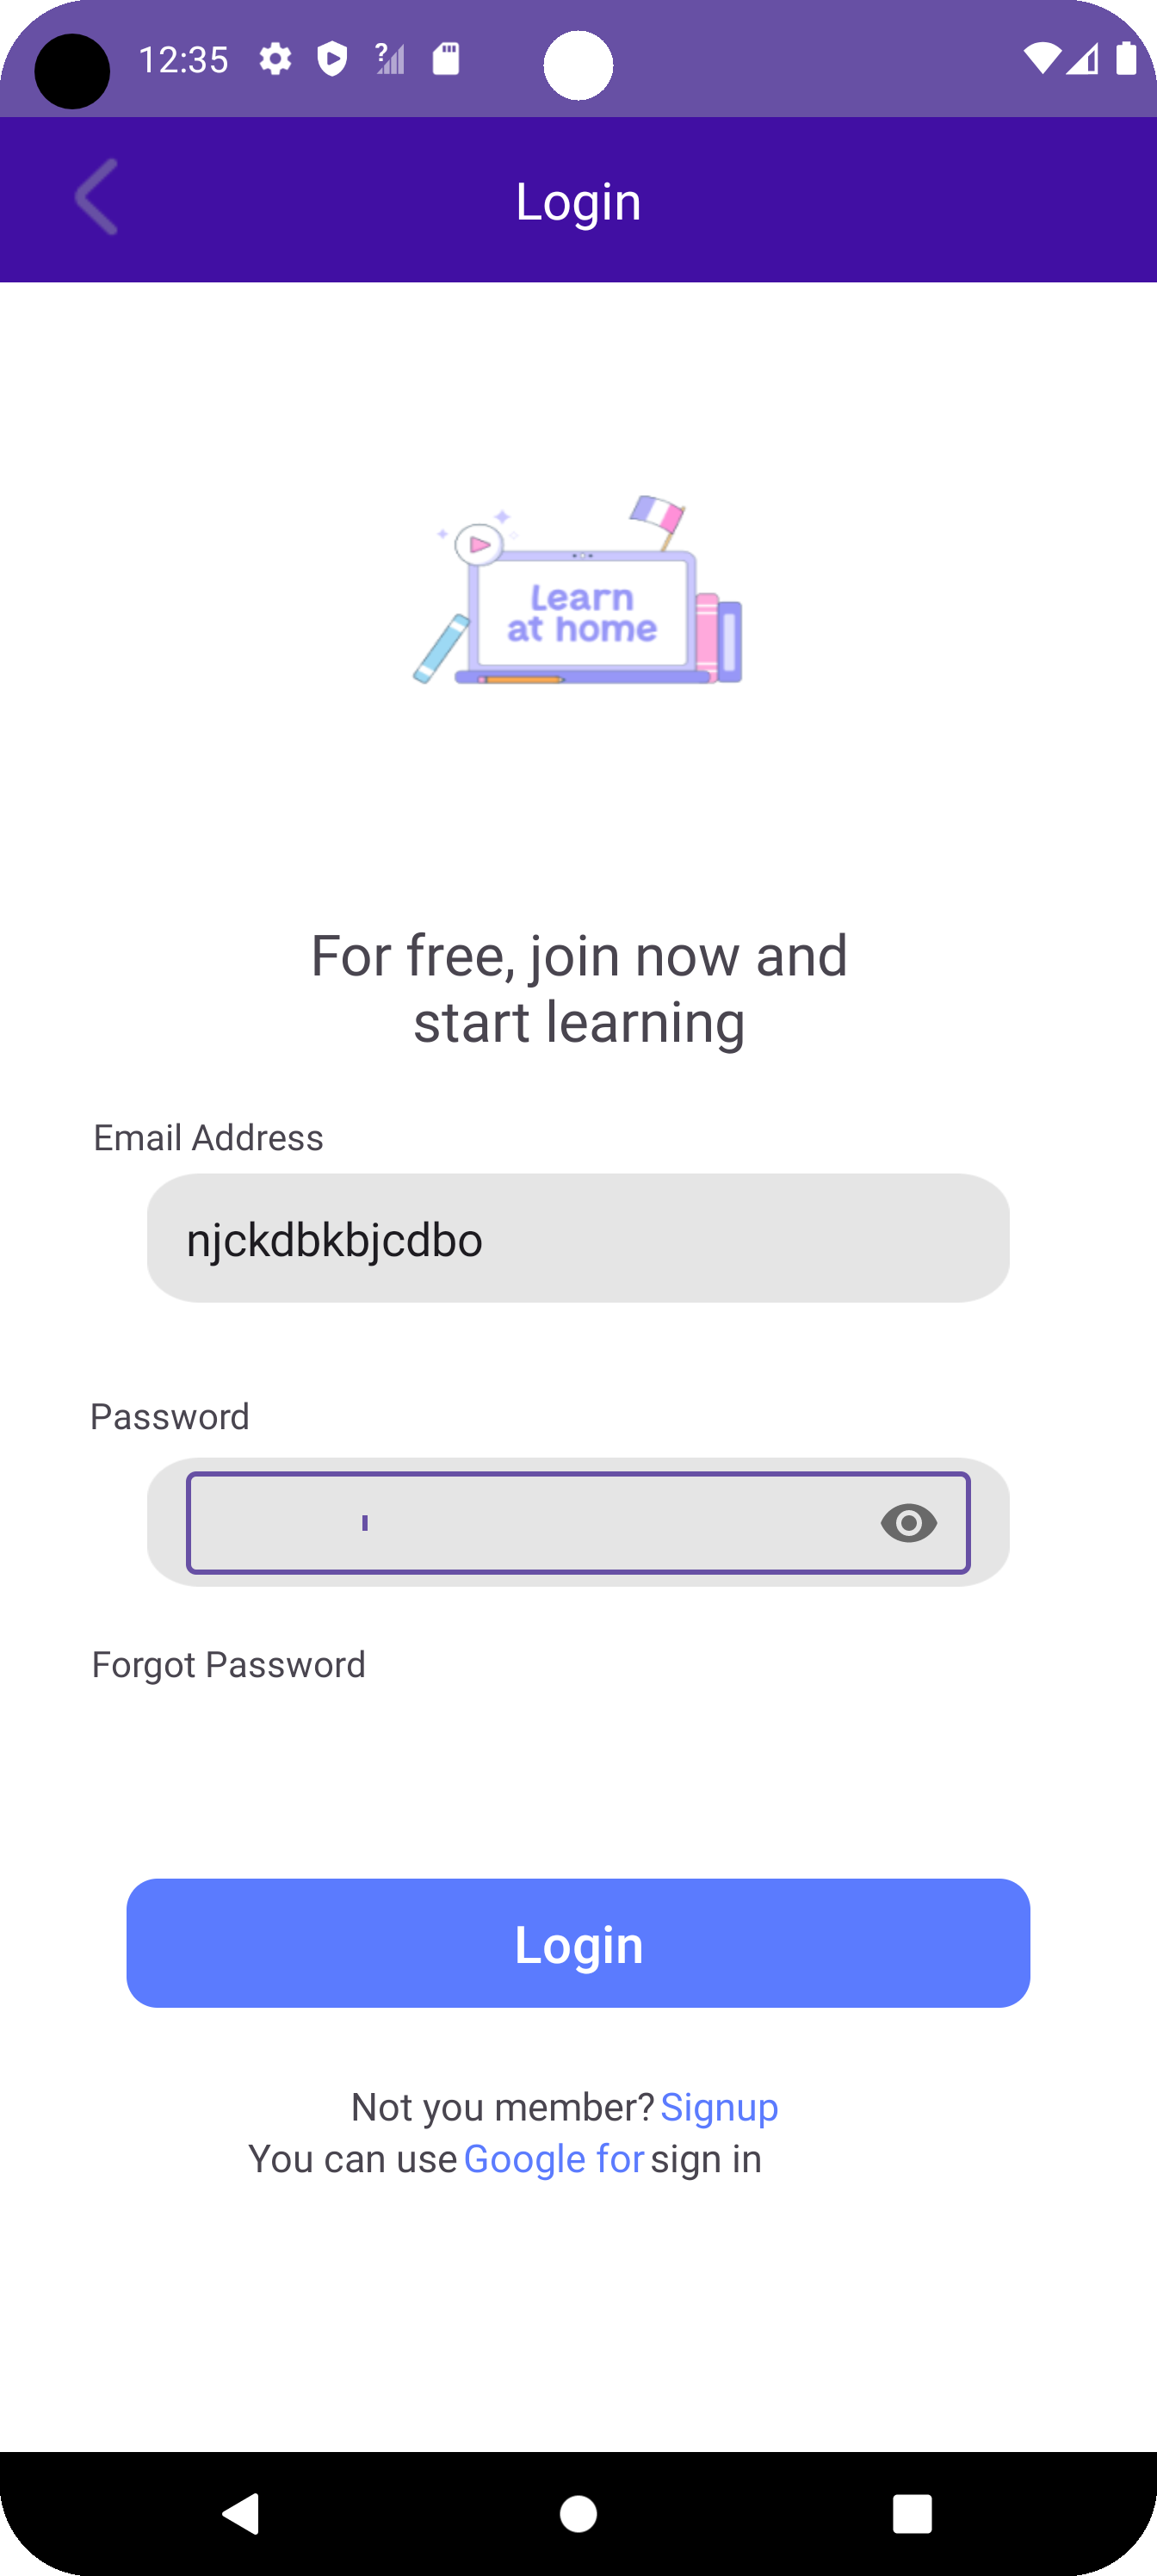 12:35
Login
Learn
at home
For free, join now and
start learning
Email Address
njckdbkbjcdbo
Password
Forgot Password
Login
Not you member? Signup
You can use Google for sign in